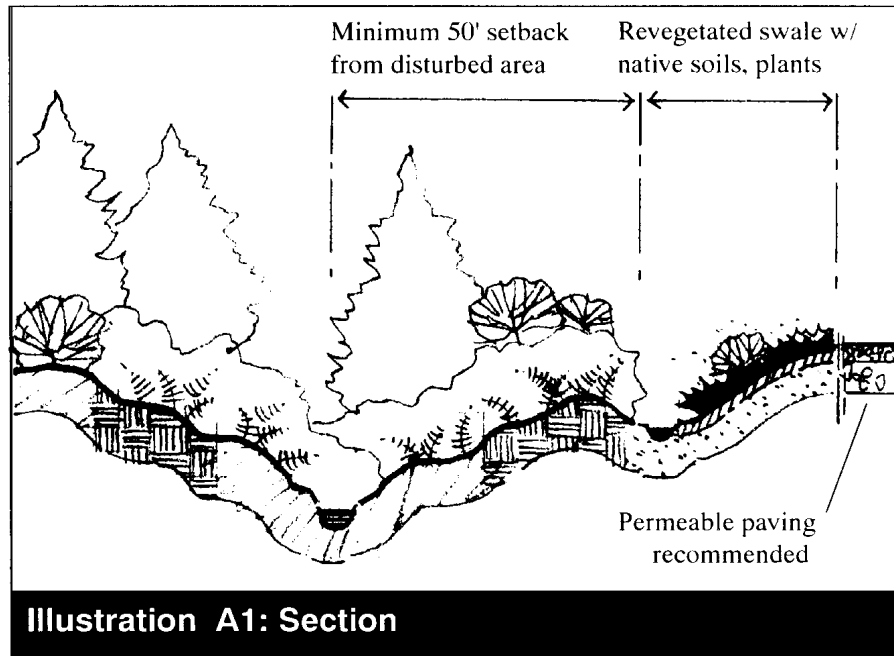 Minimum 50' setback
from disturbed area
Revegetated swale w/
native soils, plants
Permeable paving
recommended
Illustration A1: Section